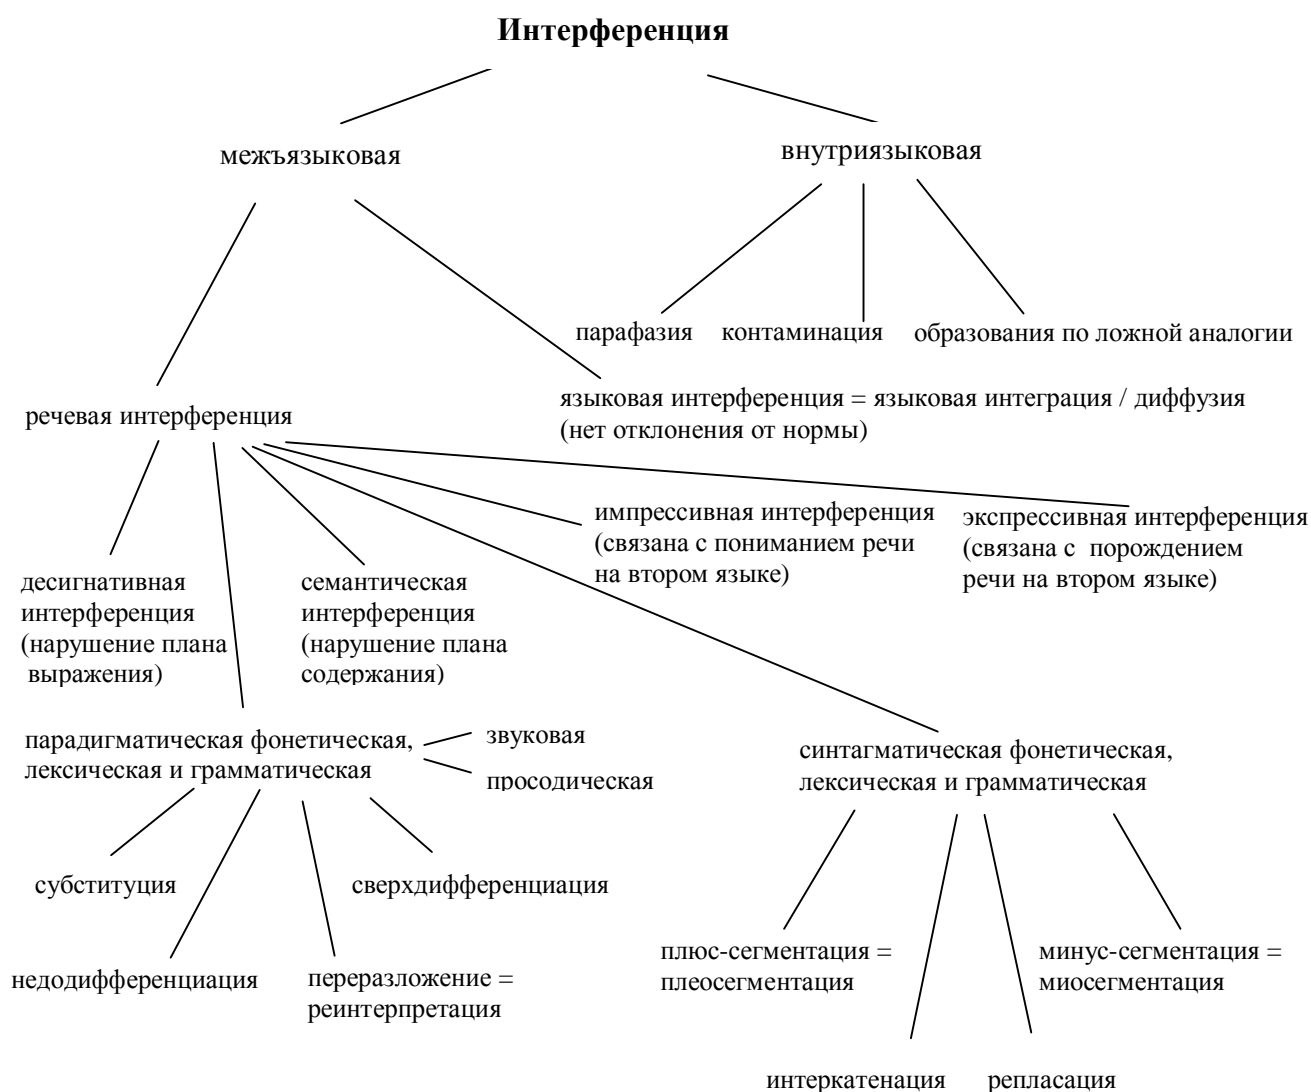 Интерференция
межъязыковая
внутриязыковая
парафазия
контаминация
образования по ложной аналогии
речевая интерференция
языковая интерференция = языковая интеграция / диффузия
(нет отклонения от нормы)
импрессивная интерференция
(связана с пониманием речи
на втором языке)
экспрессивная интерференция
(связана с порождением
речи на втором языке)
десигнативная
интерференция
(нарушение плана
выражения)
семантическая
интерференция
(нарушение плана
содержания)
парадигматическая фонетическая,
лексическая и грамматическая
звуковая
просодическая
синтагматическая фонетическая,
лексическая и грамматическая
субституция
сверхдифференциация
недодифференциация
переразложение =
реинтерпретация
плюс-сегментация =
плеосегментация
минус-сегментация =
миосегментация
интеркатенация
репласация